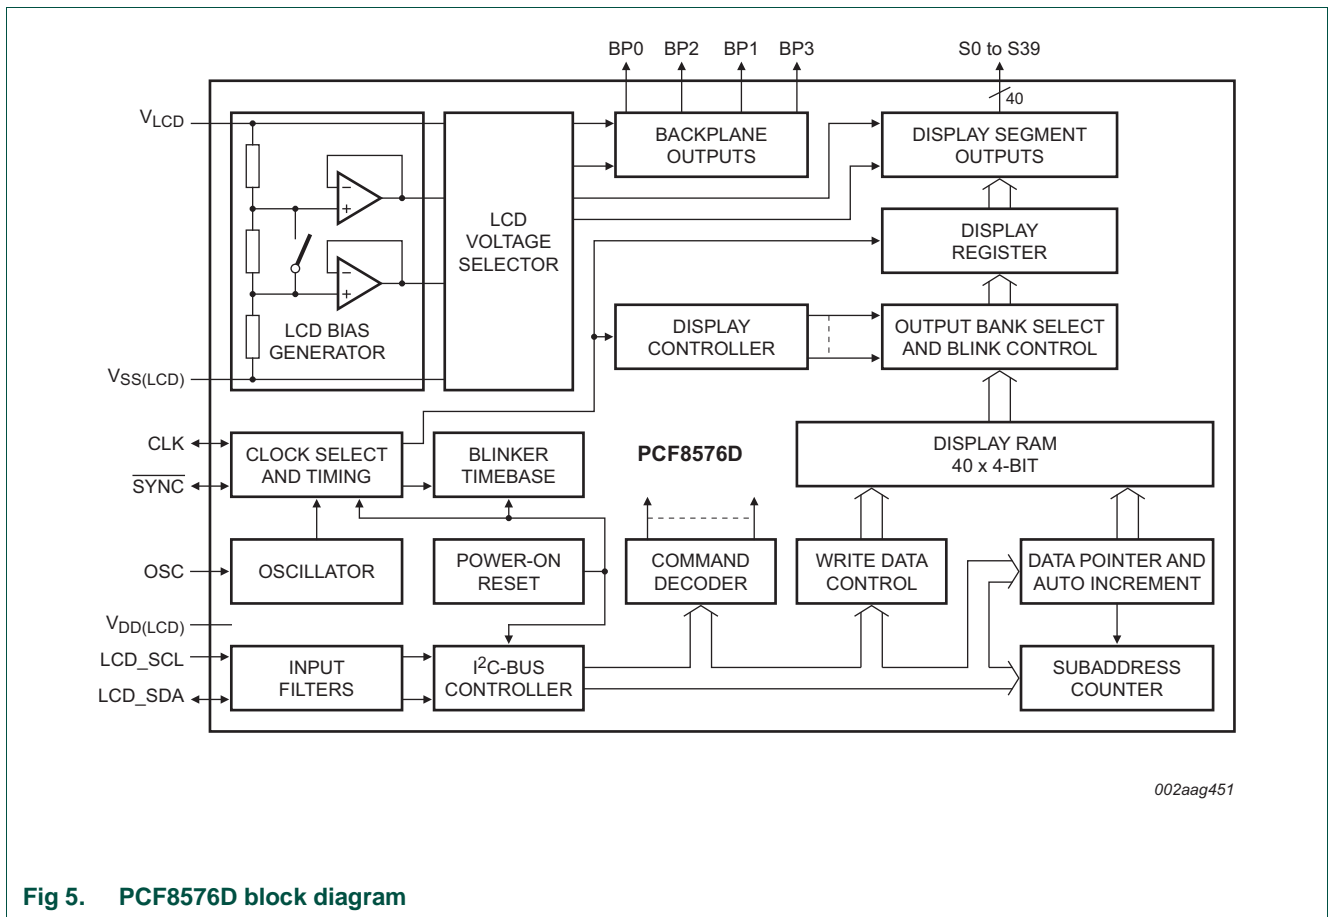 BP0 BP2 BP1 BP3 S0 to S39
40
VLCD
BACKPLANE
OUTPUTS
DISPLAY SEGMENT
OUTPUTS
−
+
LCD
VOLTAGE
SELECTOR
DISPLAY
REGISTER
−
+
LCD BIAS
GENERATOR
DISPLAY
CONTROLLER
OUTPUT BANK SELECT
AND BLINK CONTROL
VSS(LCD)
CLK
SYNC
CLOCK SELECT
AND TIMING
BLINKER
TIMEBASE
PCF8576D
DISPLAY RAM
40 x 4-BIT
OSC
OSCILLATOR
POWER-ON
RESET
COMMAND
DECODER
WRITE DATA
CONTROL
DATA POINTER AND
AUTO INCREMENT
VDD(LCD)
LCD_SCL
LCD_SDA
INPUT
FILTERS
I2C-BUS
CONTROLLER
SUBADDRESS
COUNTER
002aag451
Fig 5. PCF8576D block diagram